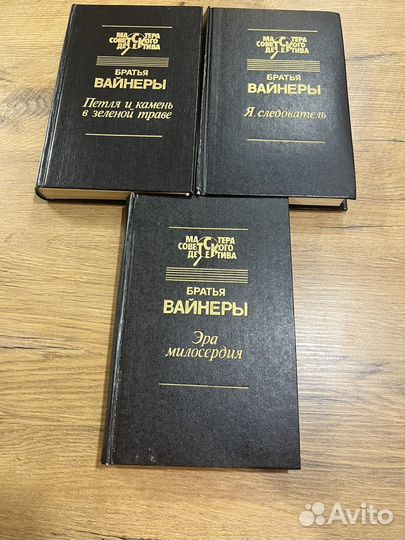 МАСТЕРА
СОВЕТСКОГО
ДЕТЕКТИВА
БРАТЬЯ
ВАЙНЕРЫ
Петля и камень
в зеленой траве
МАСТЕРА
СОВЕТСКОГО
ДЕТЕКТИВА
БРАТЬЯ
ВАЙНЕРЫ
Я, следователь
МАСТЕРА
СОВЕТСКОГО
ДЕТЕКТИВА
БРАТЬЯ
ВАЙНЕРЫ
Эра
милосердия
Avito